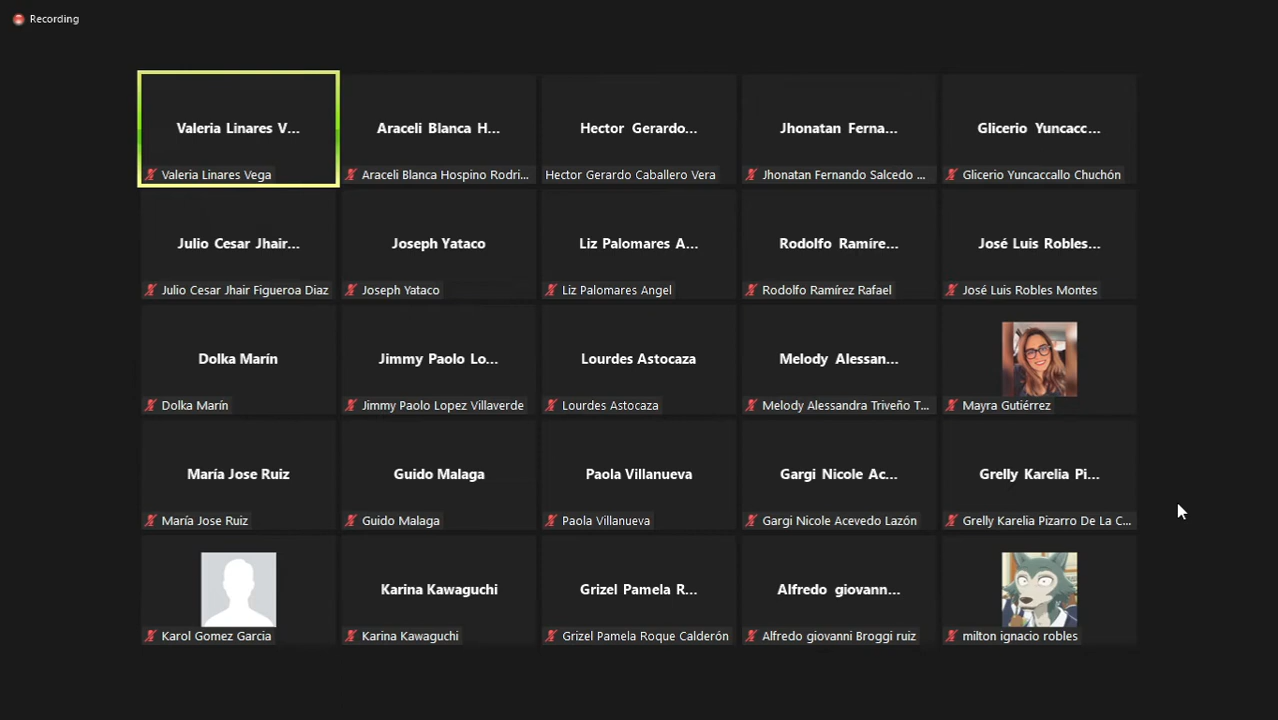 Recording
Valeria Linares V...
Valeria Linares Vega
Araceli Blanca H...
Araceli Blanca Hospino Rodri...
Hector Gerardo...
Hector Gerardo Caballero Vera
Jhonatan Ferna...
Jhonatan Fernando Salcedo ...
Glicerio Yuncacc...
Glicerio Yuncaccallo Chuchón
Julio Cesar Jhair...
Julio Cesar Jhair Figueroa Diaz
Joseph Yataco
Joseph Yataco
Liz Palomares A...
Liz Palomares Angel
Rodolfo Ramíre...
Rodolfo Ramírez Rafael
José Luis Robles...
José Luis Robles Montes
Dolka Marín
Dolka Marín
Jimmy Paolo Lo...
Jimmy Paolo Lopez Villaverde
Lourdes Astocaza
Lourdes Astocaza
Melody Alessan...
Melody Alessandra Triveño T...
Mayra Gutiérrez
María Jose Ruiz
María Jose Ruiz
Guido Malaga
Guido Malaga
Paola Villanueva
Paola Villanueva
Gargi Nicole Ac...
Gargi Nicole Acevedo Lazón
Grelly Karelia Pi...
Grelly Karelia Pizarro De La C...
Karol Gomez Garcia
Karina Kawaguchi
Karina Kawaguchi
Grizel Pamela R...
Grizel Pamela Roque Calderón
Alfredo giovann...
Alfredo giovanni Broggi ruiz
milton ignacio robles